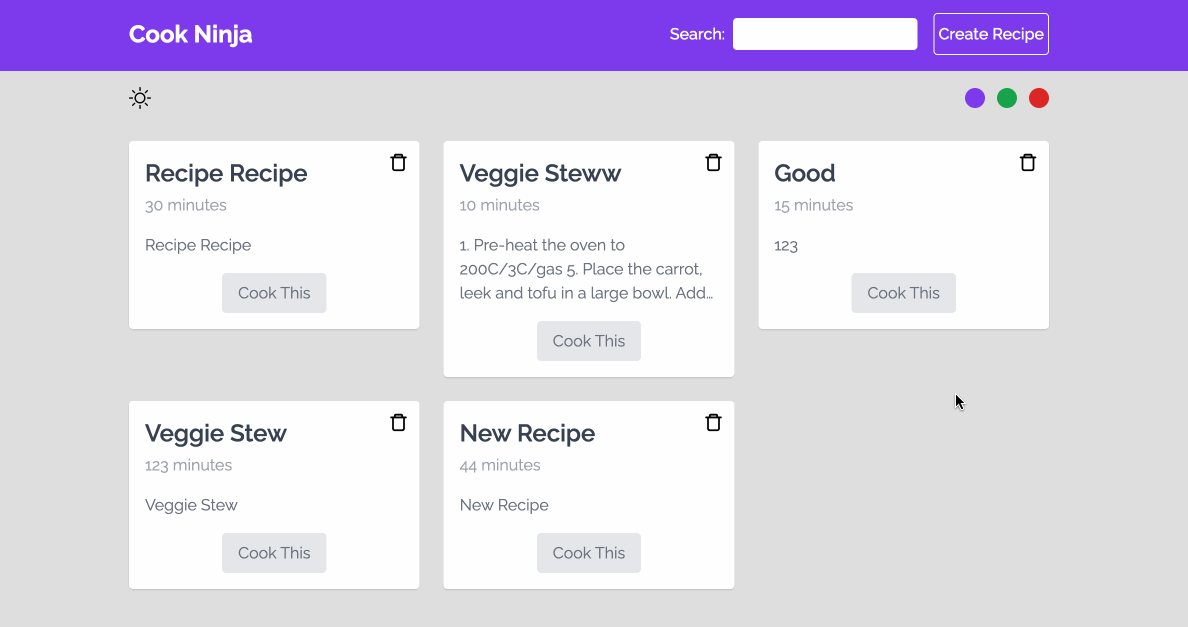 Cook Ninja
Search:
Create Recipe
Recipe Recipe
30 minutes
Recipe Recipe
Cook This
Veggie Steww
10 minutes
1. Pre-heat the oven to
200C/3C/gas 5. Place the carrot,
leek and tofu in a large bowl. Add…
Cook This
Good
15 minutes
123
Cook This
Veggie Stew
123 minutes
Veggie Stew
Cook This
New Recipe
44 minutes
New Recipe
Cook This